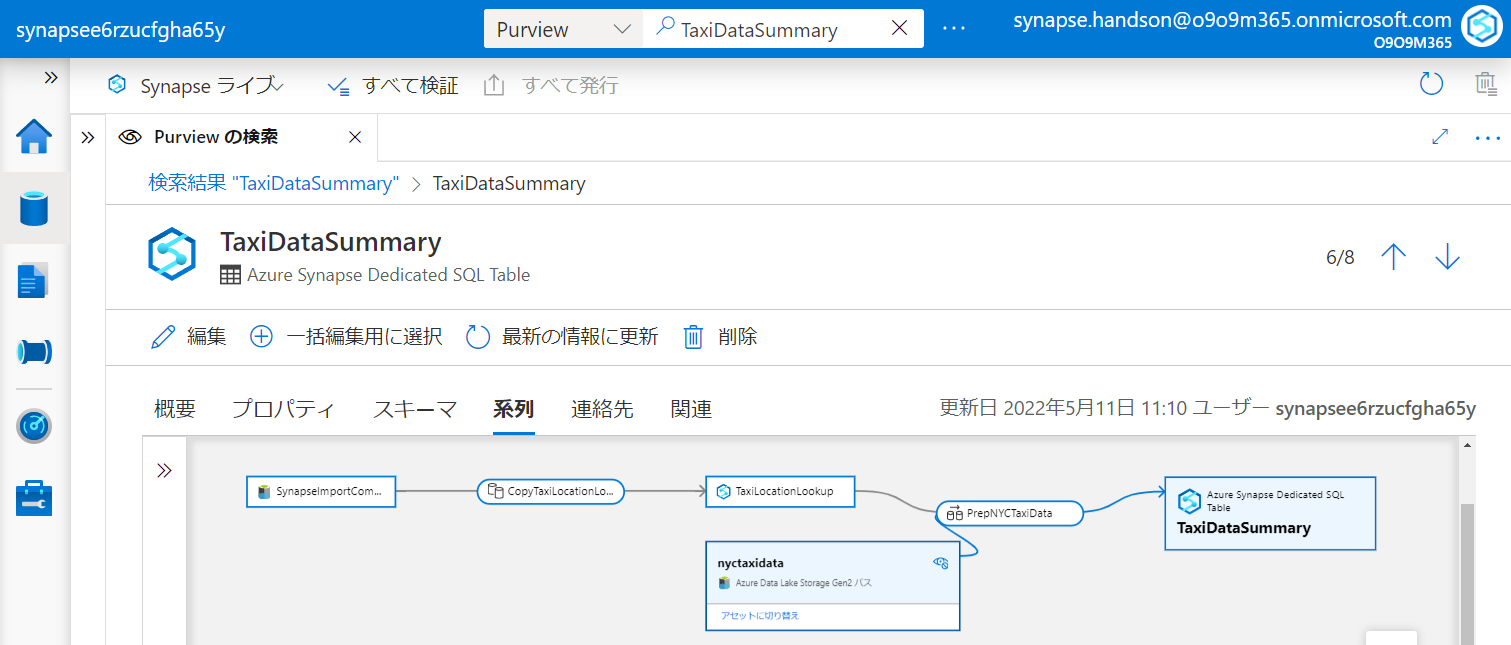 synapsee6rzucfgha65y
Purview
TaxiDataSummary
synapse.handson@o9o9m365.onmicrosoft.com
O9O9M365
Synapse ライブ
すべて検証
すべて発行
Purview の検索
検索結果 "TaxiDataSummary" > TaxiDataSummary
TaxiDataSummary
Azure Synapse Dedicated SQL Table
6/8
編集
一括編集用に選択
最新の情報に更新
削除
概要
プロパティ
スキーマ
系列
連絡先
関連
更新日 2022年5月11日 11:10 ユーザー synapsee6rzucfgha65y
SynapseImportCom...
CopyTaxiLocationLo...
TaxiLocationLookup
PrepNYCTaxiData
Azure Synapse Dedicated SQL
Table
TaxiDataSummary
nyctaxidata
Azure Data Lake Storage Gen2 パス
アセットに切り替え